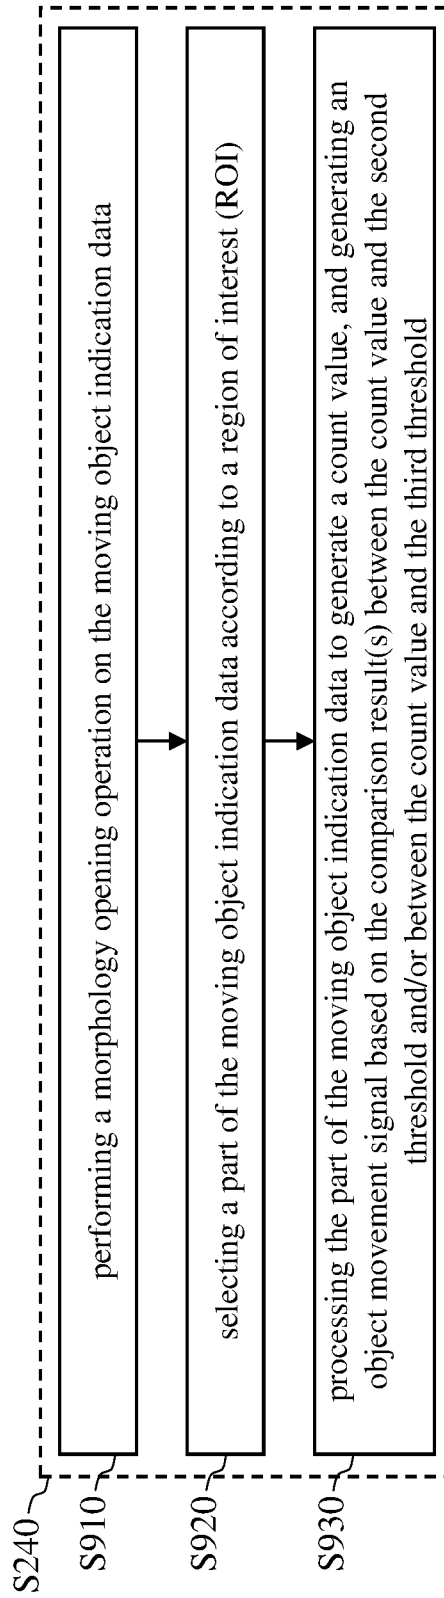 S240
S910
performing a morphology opening operation on the moving object indication data
S920
selecting a part of the moving object indication data according to a region of interest (ROI)
S930
processing the part of the moving object indication data to generate a count value, and generating an
object movement signal based on the comparison result(s) between the count value and the second
threshold and/or between the count value and the third threshold